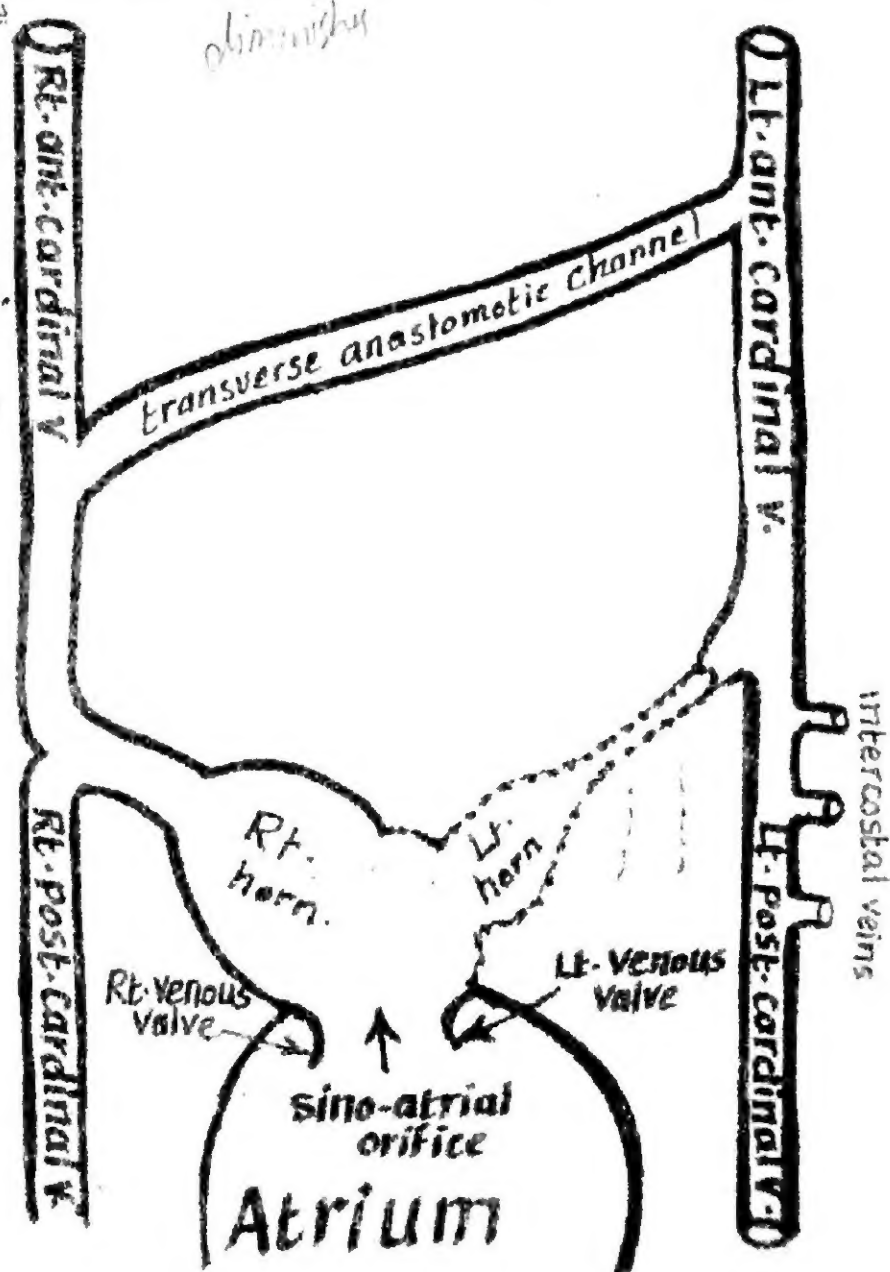 diminishes
Rt. ant. cardinal V
Lt. ant. cardinal V.
transverse anastomotic channel
intercostal veins
Rt.
horn.
Lt.
horn
Rt. post. cardinal V.
Lt. post. cardinal V.
Rt. Venous
valve
Lt. Venous
valve
sino-atrial
orifice
Atrium